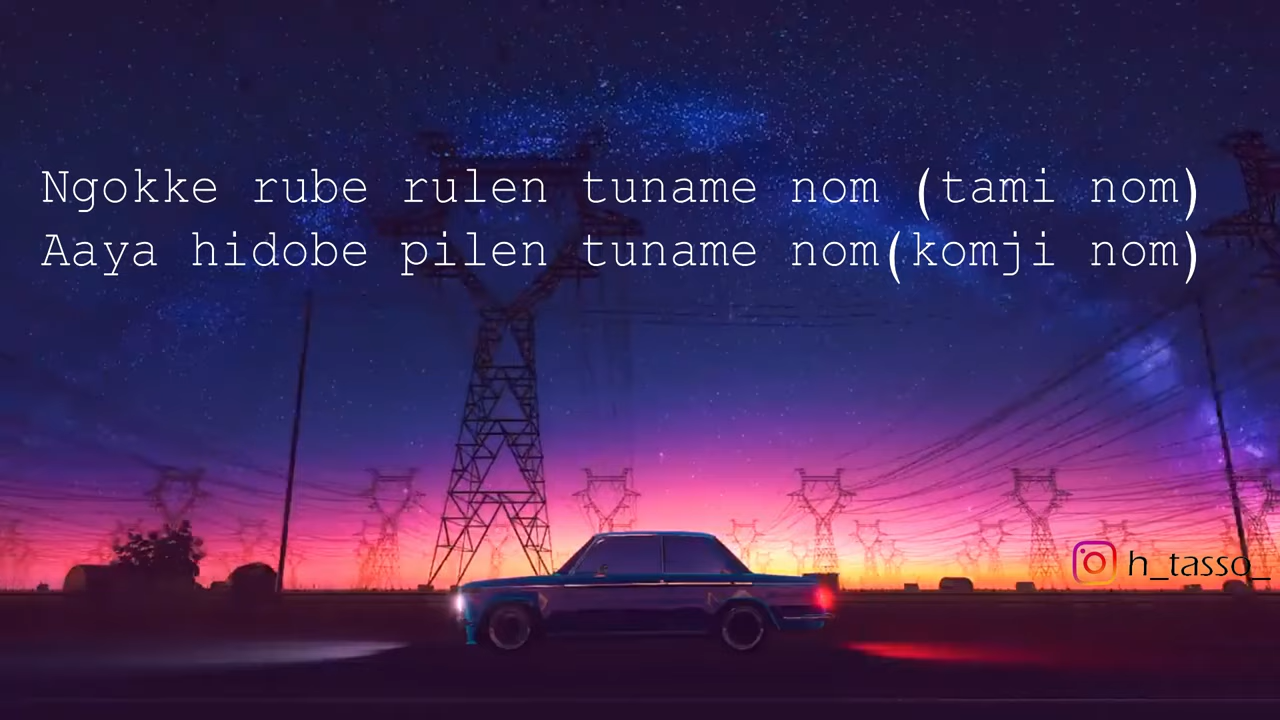 Ngokke rube rulen tuname nom (tami nom)
Aaya hidobe pilen tuname nom(komji nom)
h_tasso_